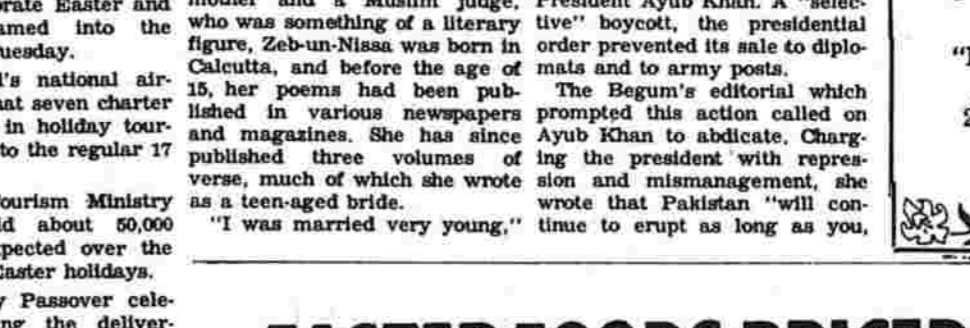 brate Easter and
into the
uesday.
l's national air-
at seven charter
in holiday tour-
to the regular 17
ourism Ministry
about 50,000
pected over the
Easter holidays.
Passover cele-
the deliver-
and a Muslim judge,
who was something of a literary
figure, Zeb-un-Nissa was born in
Calcutta, and before the age of
15, her poems had been pub-
lished in various newspapers
and magazines. She has since
published three volumes of
verse, much of which she wrote
as a teen-aged bride.
"I was married very young,"
President Ayub Khan. A "selec-
tive" boycott, the presidential
order prevented its sale to diplo-
mats and to army posts.
The Begum's editorial which
prompted this action called on
Ayub Khan to abdicate. Charg-
ing the president with repres-
sion and mismanagement, she
wrote that Pakistan "will con-
tinue to erupt as long as you,